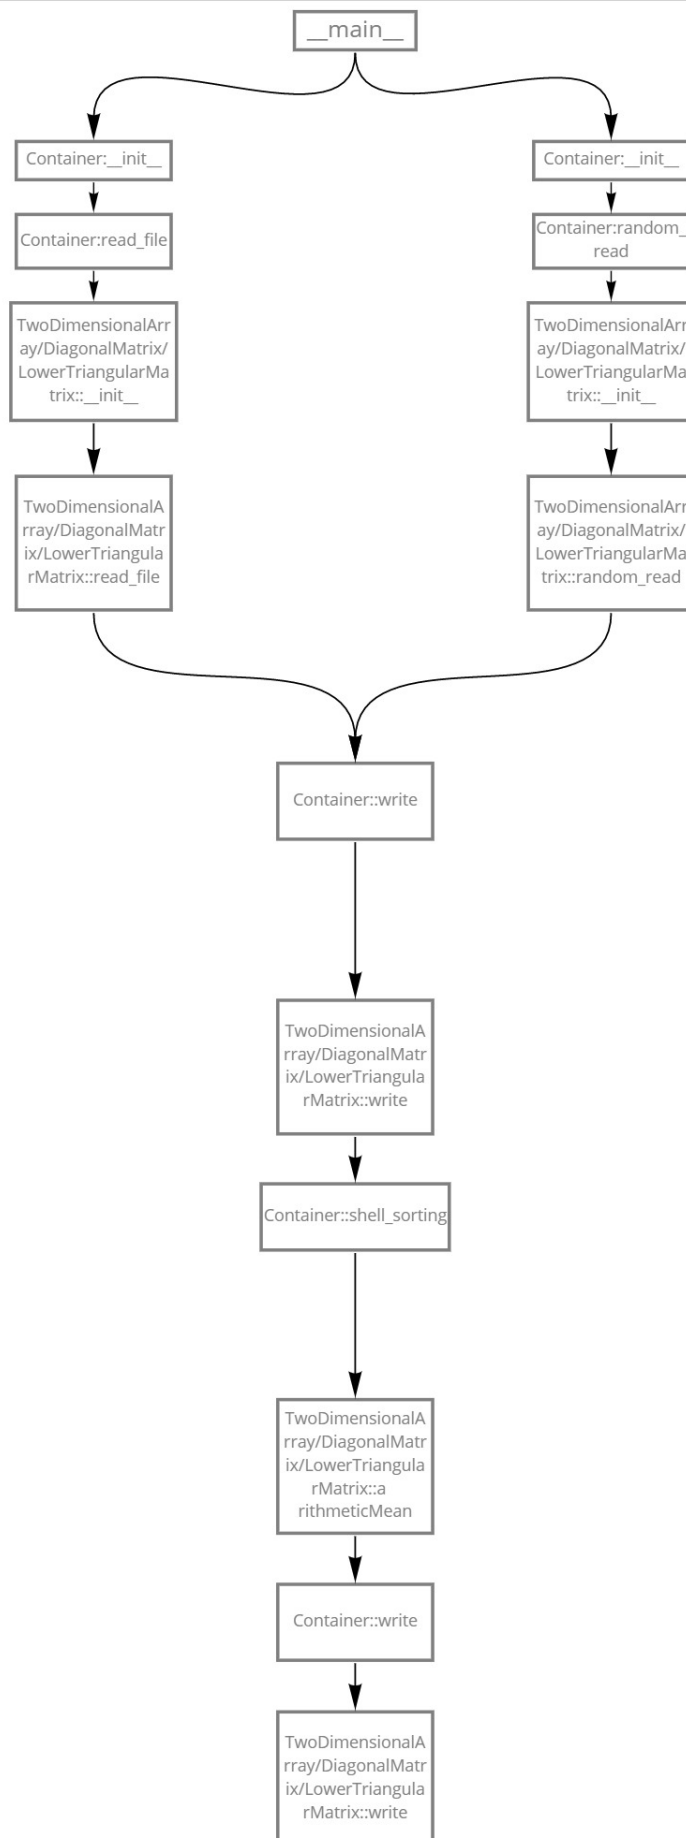 __main__
Container:__init__
Container:__init__
Container:read_file
Container:random_
read
TwoDimensionalArr
ay/DiagonalMatrix/
LowerTriangularMa
trix::__init__
TwoDimensionalArr
ay/DiagonalMatrix/
LowerTriangularMa
trix::__init__
TwoDimensionalA
rray/DiagonalMatr
ix/LowerTriangula
rMatrix::read_file
TwoDimensionalArr
ay/DiagonalMatrix/
LowerTriangularMa
trix::random_read
Container::write
TwoDimensionalA
rray/DiagonalMatr
ix/LowerTriangula
rMatrix::write
Container::shell_sorting
TwoDimensionalA
rray/DiagonalMatr
ix/LowerTriangula
rMatrix::a
rithmeticMean
Container::write
TwoDimensionalA
rray/DiagonalMatr
ix/LowerTriangula
rMatrix::write